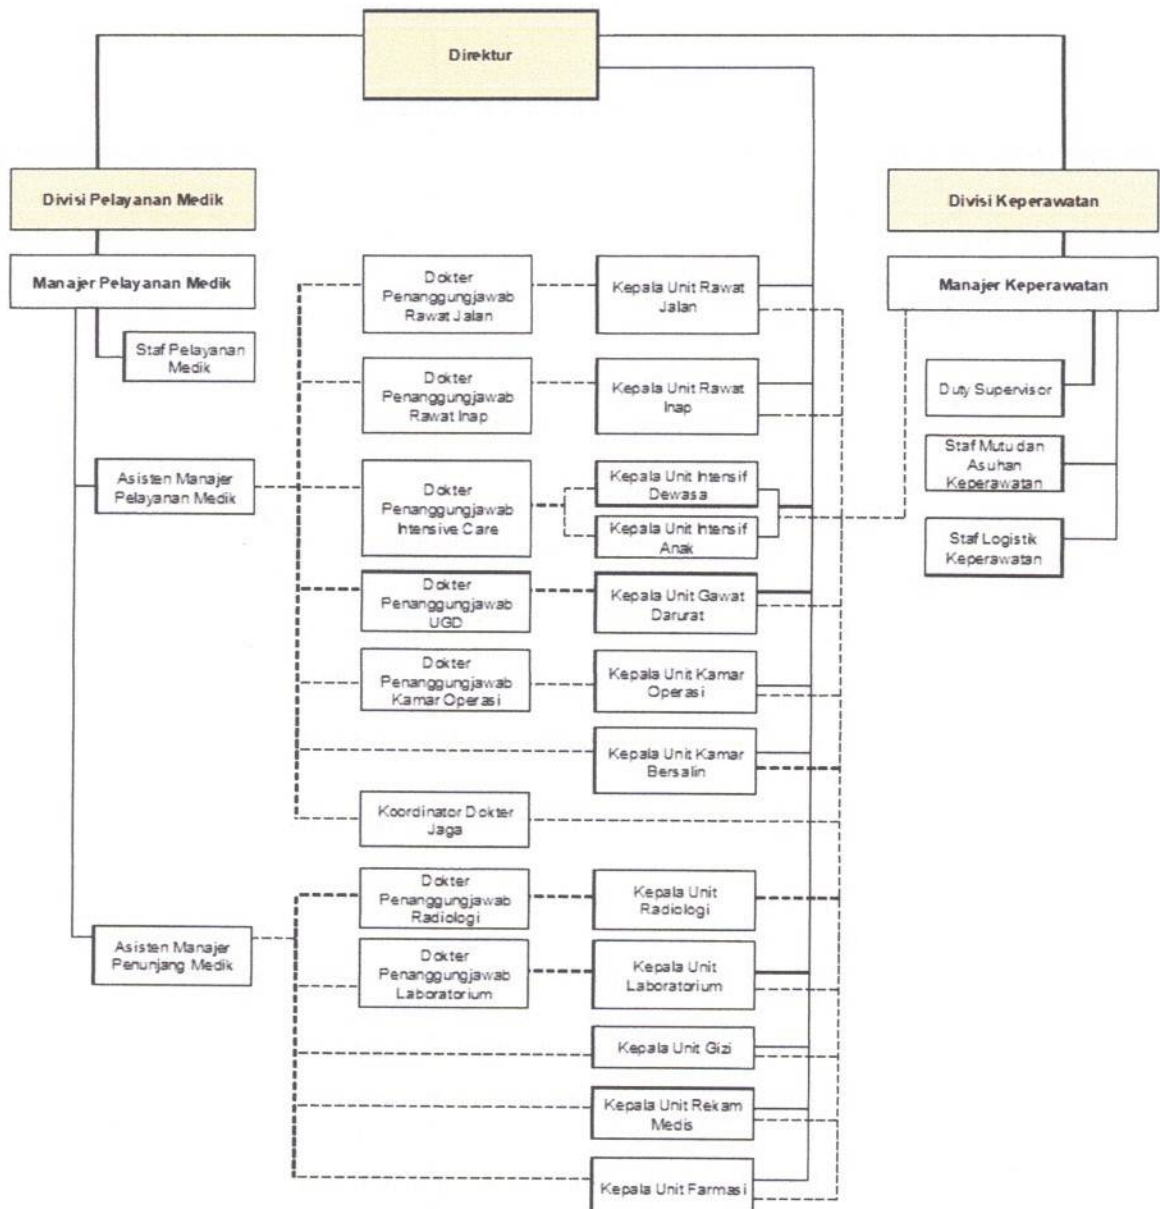 Direktur
Divisi Pelayanan Medik
Divisi Keperawatan
Manajer Pelayanan Medik
Manajer Keperawatan
Staf Pelayanan
Medik
Dokter
Penanggungjawab
Rawat Jalan
Kepala Unit Rawat
Jalan
Dokter
Penanggungjawab
Rawat Inap
Kepala Unit Rawat
Inap
Duty Supervisor
Asisten Manajer
Pelayanan Medik
Dokter
Penanggungjawab
Intensive Care
Kepala Unit Intensif
Dewasa
Kepala Unit Intensif
Anak
Staf Mutu dan
Asuhan
Keperawatan
Staf Logistik
Keperawatan
Dokter
Penanggungjawab
UGD
Kepala Unit Gawat
Darurat
Dokter
Penanggungjawab
Kamar Operasi
Kepala Unit Kamar
Operasi
Kepala Unit Kamar
Bersalin
Koordinator Dokter
Jaga
Dokter
Penanggungjawab
Radiologi
Kepala Unit
Radiologi
Asisten Manajer
Penunjang Medik
Dokter
Penanggungjawab
Laboratorium
Kepala Unit
Laboratorium
Kepala Unit Gizi
Kepala Unit Rekam
Medis
Kepala Unit Farmasi